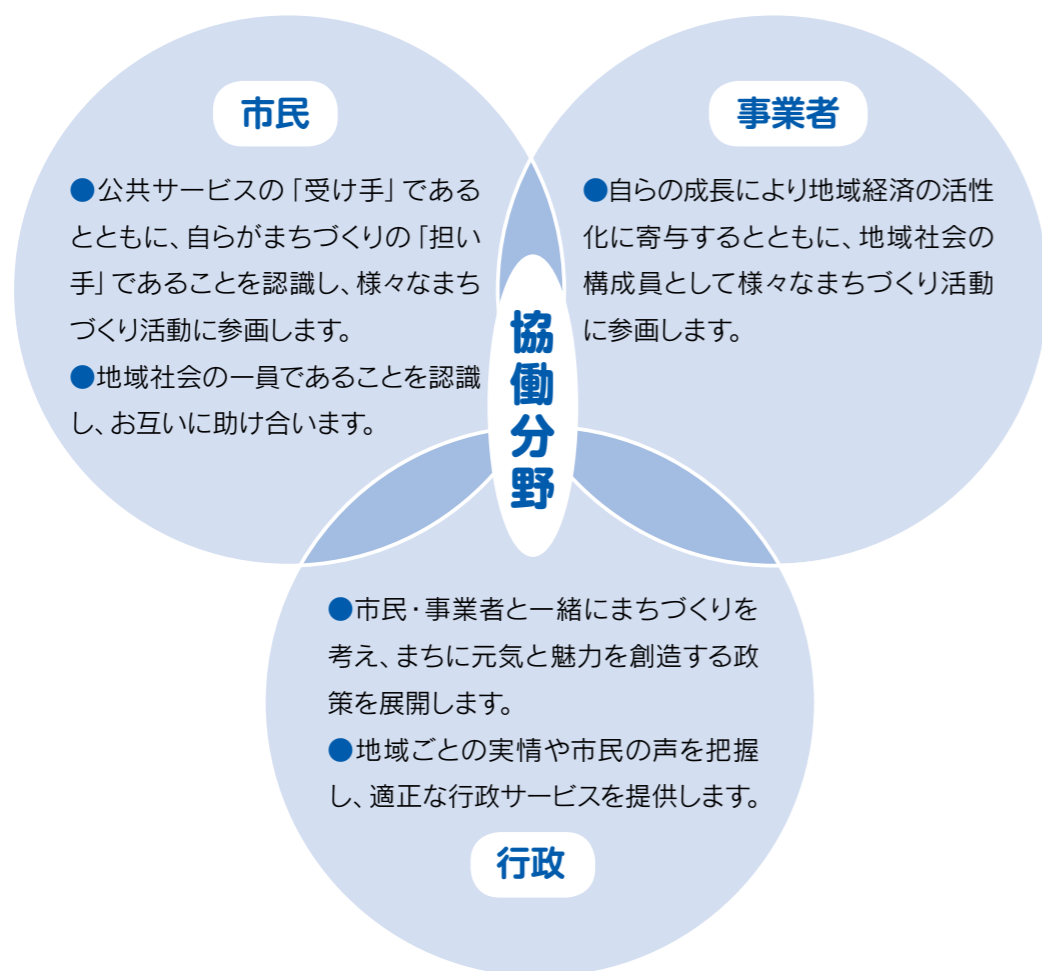 市民
●公共サービスの「受け手」である
とともに、自らがまちづくりの「担い
手」であることを認識し、様々なまち
づくり活動に参画します。
●地域社会の一員であることを認識
し、お互いに助け合います。
事業者
●自らの成長により地域経済の活性
化に寄与するとともに、地域社会の
構成員として様々なまちづくり活動
に参画します。
協働分野
●市民・事業者と一緒にまちづくりを
考え、まちに元気と魅力を創造する政
策を展開します。
●地域ごとの実情や市民の声を把握
し、適正な行政サービスを提供します。
行政